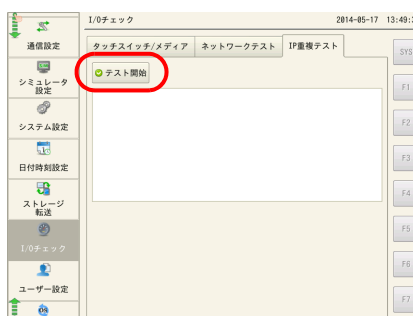 I/Oチェック 2014-05-17 13:49:
通信設定
タッチスイッチ/メディア ネットワークテスト IP重複テスト
SYS
シミュレータ
設定
テスト開始
F1
システム設定
F2
日付時刻設定
F3
ストレージ
転送
F4
I/Oチェック
F5
ユーザー設定
F6
F7
OS